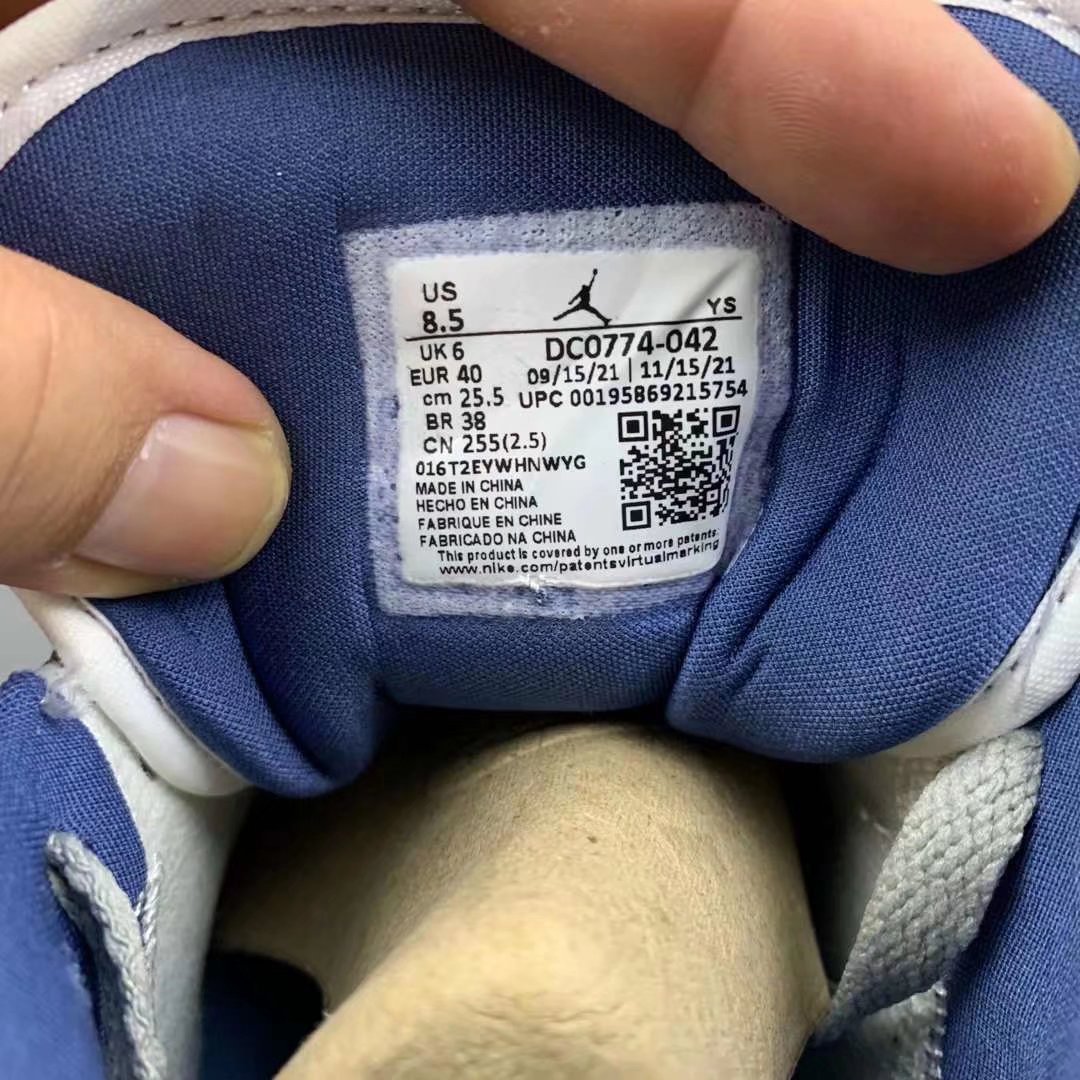 US
8.5 YS
UK 6 DC0774-042
EUR 40 09/15/21 | 11/15/21
cm 25.5 UPC 001958692​15754
BR 38
CN 255(2.5)
016T2EYWHNWYG
MADE IN CHINA
HECHO EN CHINA
FABRIQUE EN CHINE
FABRICADO NA CHINA
This product is covered by one or more patents.
www.nike.com/patentsvirtualmarking